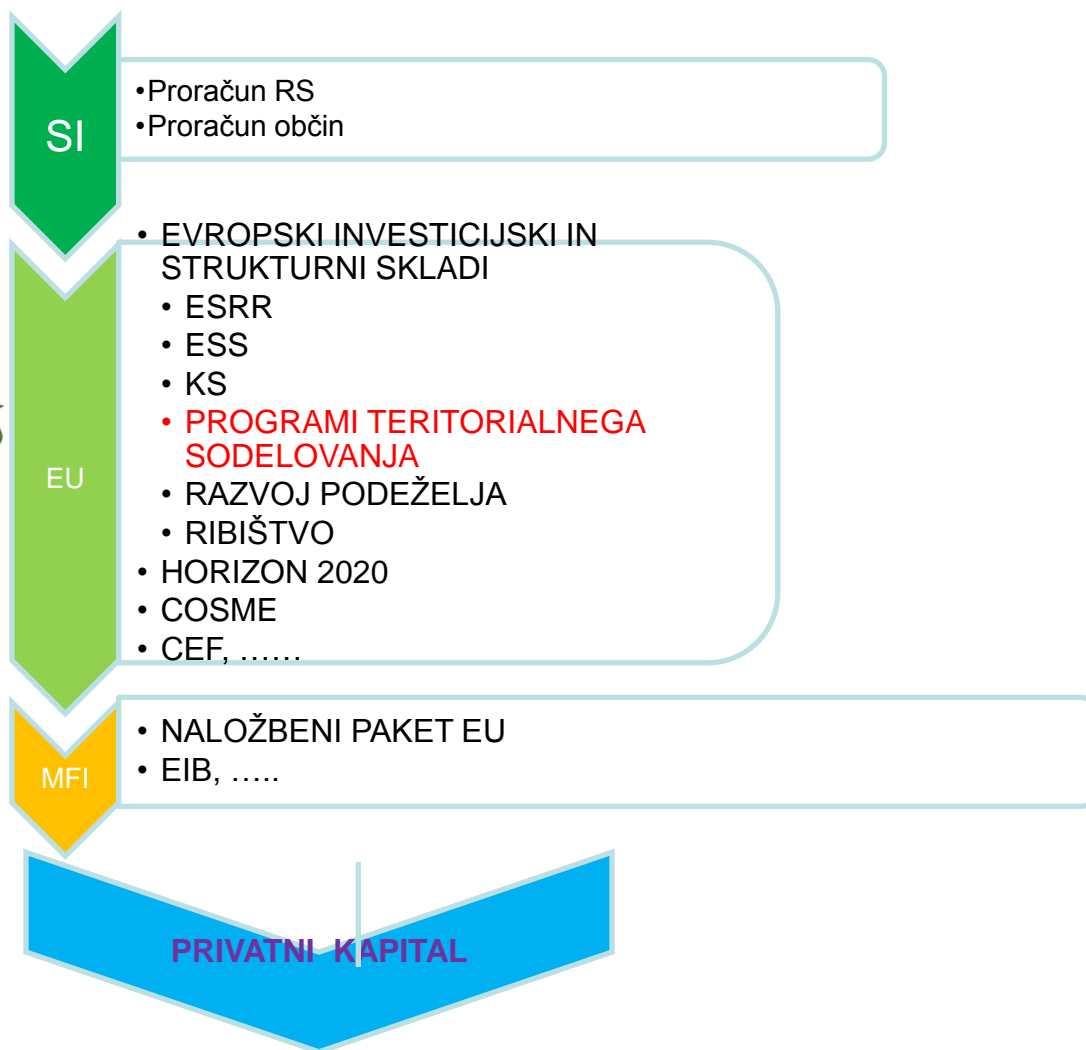 SI
•Proračun RS
•Proračun občin
EU
• EVROPSKI INVESTICIJSKI IN
STRUKTURNI SKLADI
• ESRR
• ESS
• KS
• PROGRAMI TERITORIALNEGA
SODELOVANJA
• RAZVOJ PODEŽELJA
• RIBIŠTVO
• HORIZON 2020
• COSME
• CEF, ……
MFI
• NALOŽBENI PAKET EU
• EIB, …..
PRIVATNI KAPITAL